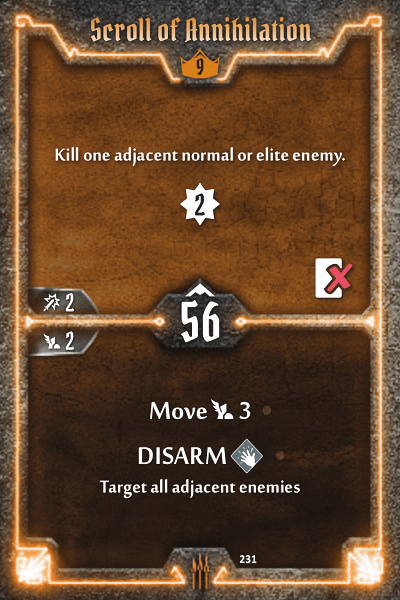 Scroll of Annihilation
9
Kill one adjacent normal or elite enemy.
2
2
56
2
Move 3
DISARM
Target all adjacent enemies
231